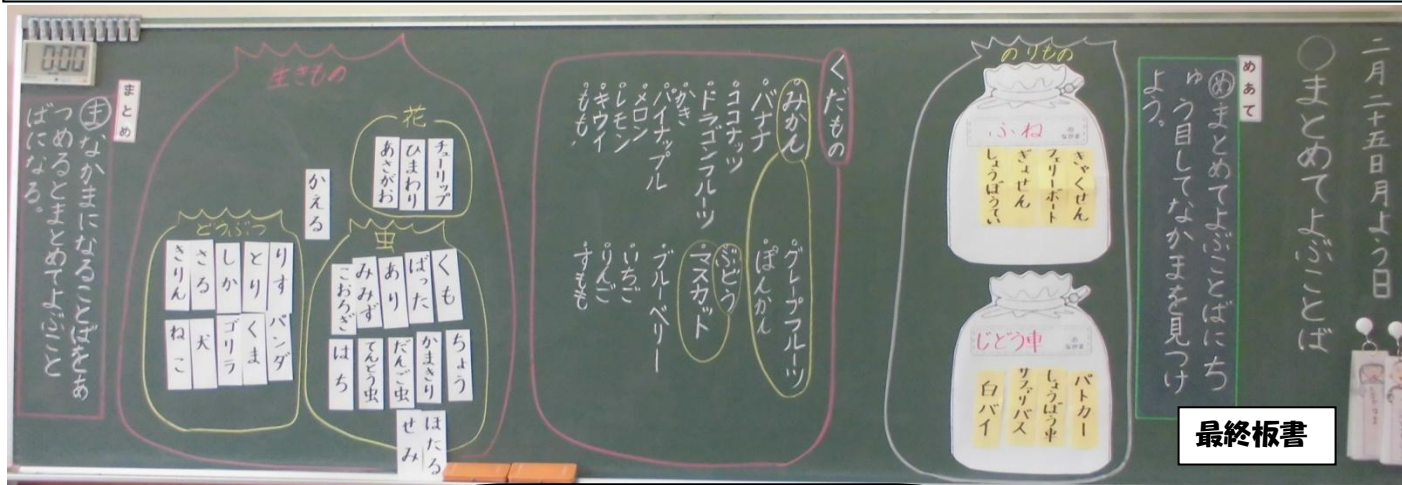 二月二十五日月よう日
○まとめてよぶことば
めあて
㋱まとめてよぶことばにち
ゅう目してなかまを見つけ
よう。
のりもの
ふね
なかま
きゃくせん
フェリーボート
ぎょせん
しょうぼうてい
じどう車
なかま
パトカー
しょうぼう車
サファリバス
白バイ
くだもの
みかん
バナナ
ココナッツ
ドラゴンフルーツ
かき
パイナップル
メロン
レモン
キウイ
もも
グレープフルーツ
ぽんかん
ぶどう
マスカット
ブルーベリー
いちご
りんご
すもも
生きもの
花
チューリップ
ひまわり
あさがお
かえる
虫
くも
ばった
あり
みみず
こおろぎ
ちょう
かまきり
だんご虫
てんとう虫
はち
ほたる
せみ
どうぶつ
りす
とり
しか
さる
きりん
パンダ
くま
ゴリラ
犬
ねこ
まとめ
㋮なかまになることばをあ
つめるとまとめてよぶこと
ばになる。
0:00
最終板書